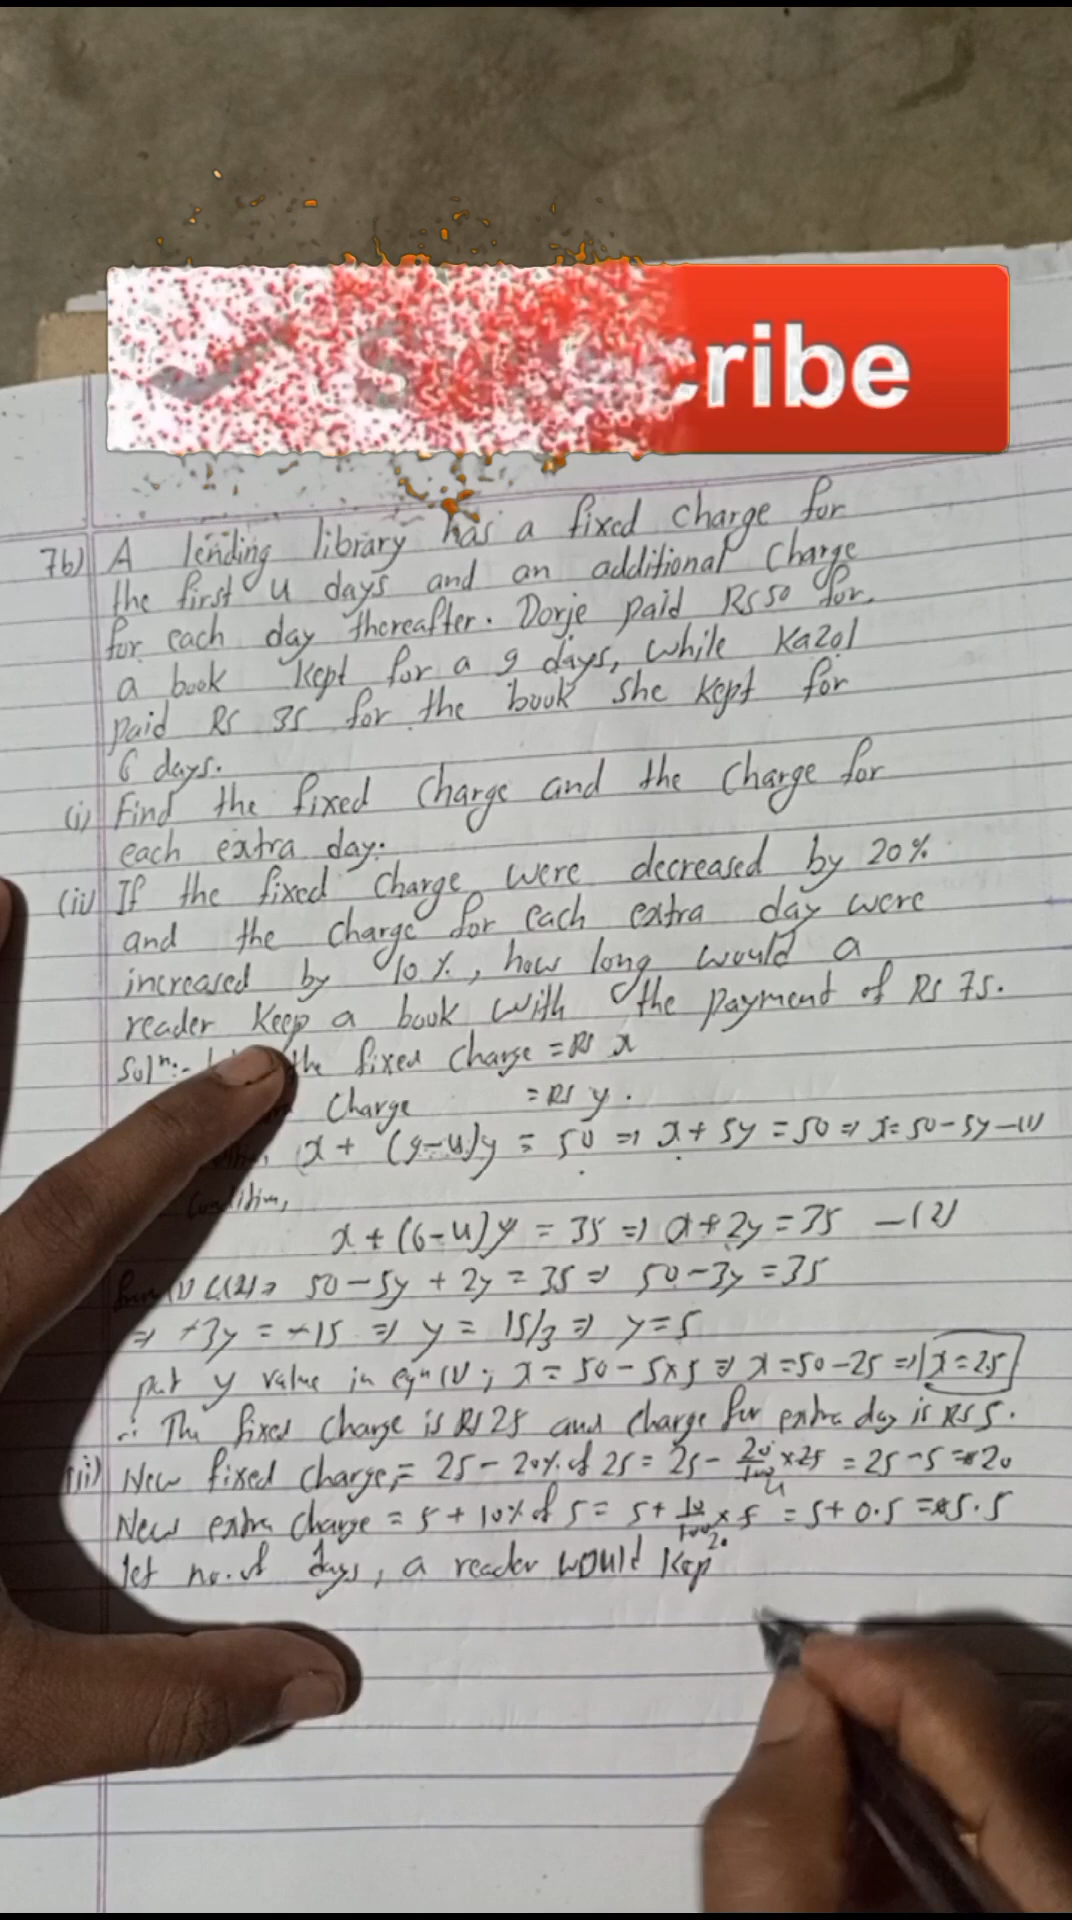 cribe
7b) A lending library has a fixed charge for
the first 4 days and an additional charge
for each day thereafter. Dorje paid Rs 50 for
a book kept for a 9 days, while Kazol
paid Rs 35 for the book she kept for
6 days.
(i) Find the fixed charge and the charge for
each extra day.
(ii) If the fixed charge were decreased by 20%
and the charge for each extra day were
increased by 10%, how long would a
reader keep a book with the payment of Rs 75.
Solⁿ:- the fixed charge = Rs x
charge = Rs y.
x + (9-4)y = 50 ⇒ x + 5y = 50 ⇒ x = 50 - 5y —(1)
Condition,
x + (6-4)y = 35 ⇒ x + 2y = 35 —(2)
from (1) & (2) ⇒ 50 - 5y + 2y = 35 ⇒ 50 - 3y = 35
⇒ +3y = +15 ⇒ y = 15/3 ⇒ y = 5
put y value in eqn (1); x = 50 - 5×5 ⇒ x = 50 - 25 ⇒ x = 25
∴ The fixed charge is Rs 25 and charge for extra day is Rs 5.
(ii) New fixed charge, = 25 - 20% of 25 = 25 - 20/100 × 25 = 25 - 5 = 20
New extra charge = 5 + 10% of 5 = 5 + 10/100 × 5 = 5 + 0.5 = 5.5
let no. of days, a reader would keep